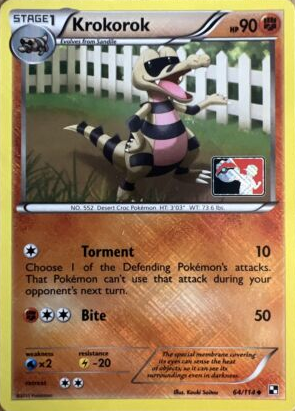 STAGE1 Krokorok HP90
Evolves from Sandile
NO. 552 Desert Croc Pokémon HT: 3'03" WT: 73.6 lbs.
Torment 10
Choose 1 of the Defending Pokémon's attacks.
That Pokémon can't use that attack during your
opponent's next turn.
Bite 50
weakness resistance
×2 -20
retreat
The special membrane covering
its eyes can sense the heat
of objects, so it can see its
surroundings even in darkness.
Illus. Kouki Saitou 64/114